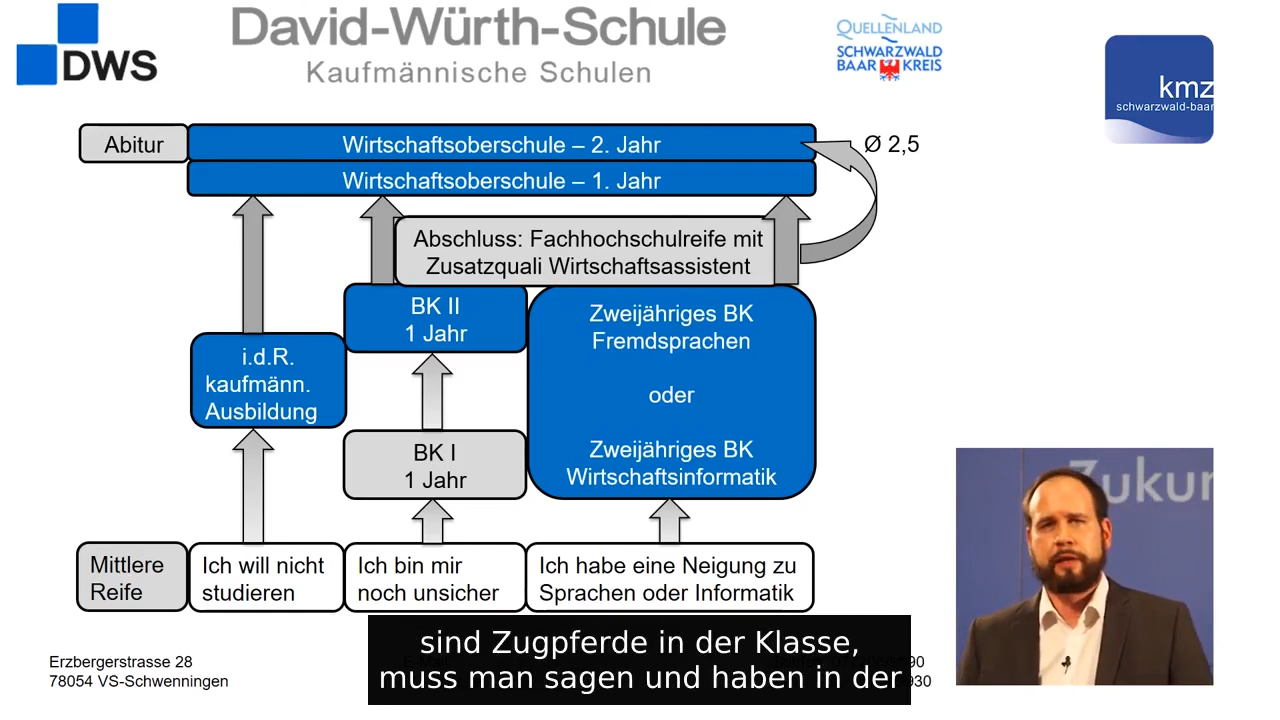 DWS
David-Würth-Schule
Kaufmännische Schulen
QUELLENLAND
SCHWARZWALD
BAAR KREIS
kmz
schwarzwald-baar
Abitur
Wirtschaftsoberschule – 2. Jahr
Ø 2,5
Wirtschaftsoberschule – 1. Jahr
Abschluss: Fachhochschulreife mit
Zusatzquali Wirtschaftsassistent
i.d.R.
kaufmänn.
Ausbildung
BK II
1 Jahr
BK I
1 Jahr
Zweijähriges BK
Fremdsprachen
oder
Zweijähriges BK
Wirtschaftsinformatik
Mittlere
Reife
Ich will nicht
studieren
Ich bin mir
noch unsicher
Ich habe eine Neigung zu
Sprachen oder Informatik
Zukun
Erzbergerstrasse 28
78054 VS-Schwenningen
sind Zugpferde in der Klasse,
muss man sagen und haben in der